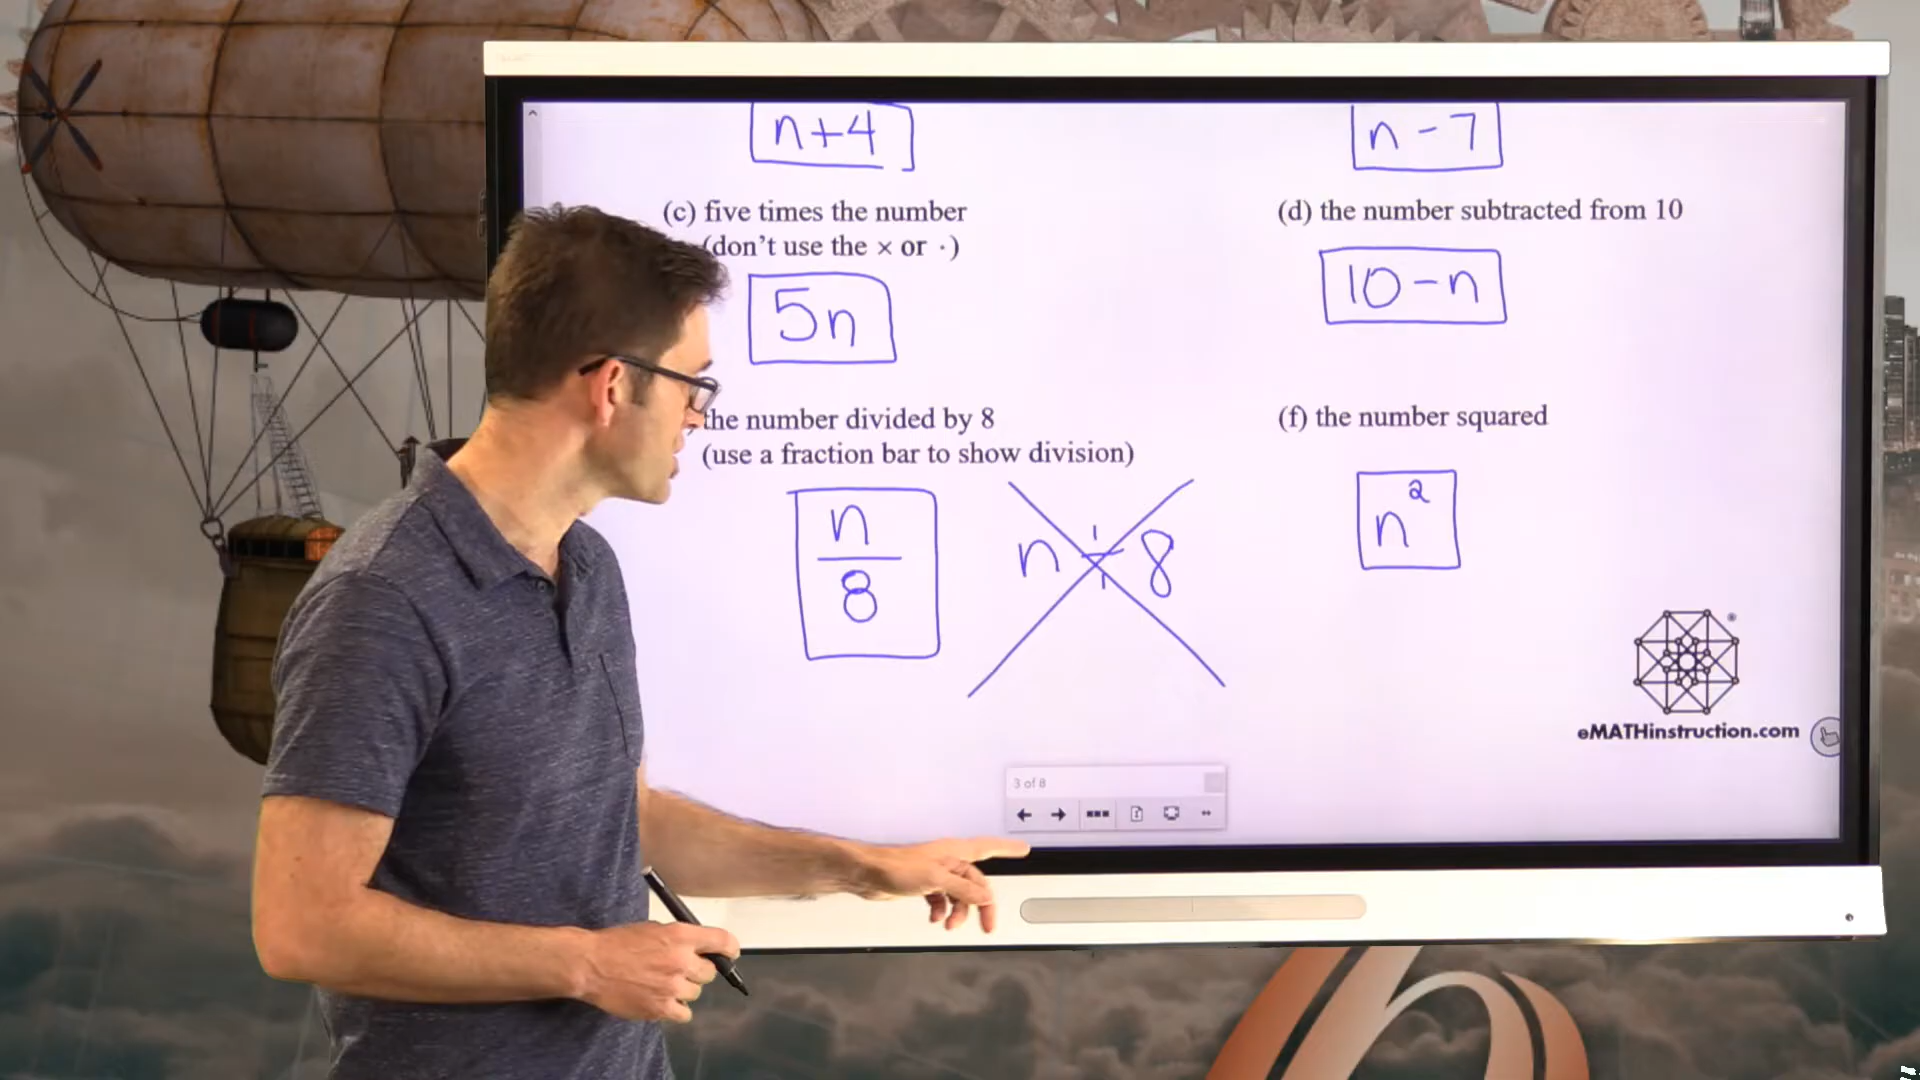 n+4
n-7
(c) five times the number
(don't use the × or ·)
5n
(d) the number subtracted from 10
10-n
the number divided by 8
(use a fraction bar to show division)
n
8
n ÷ 8
(f) the number squared
n²
®
eMATHinstruction.com
3 of 8